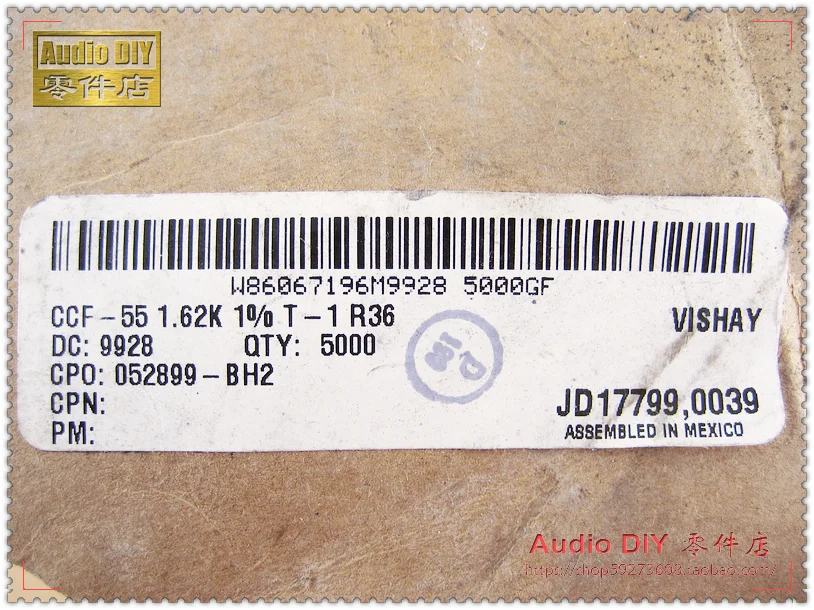 Audio DIY
零件店
W86067196M9928 5000GF
CCF-55 1.62K 1% T-1 R36
VISHAY
DC: 9928 QTY: 5000
CPO: 052899-BH2
CPN:
JD17799,0039
PM:
ASSEMBLED IN MEXICO
Audio DIY 零件店